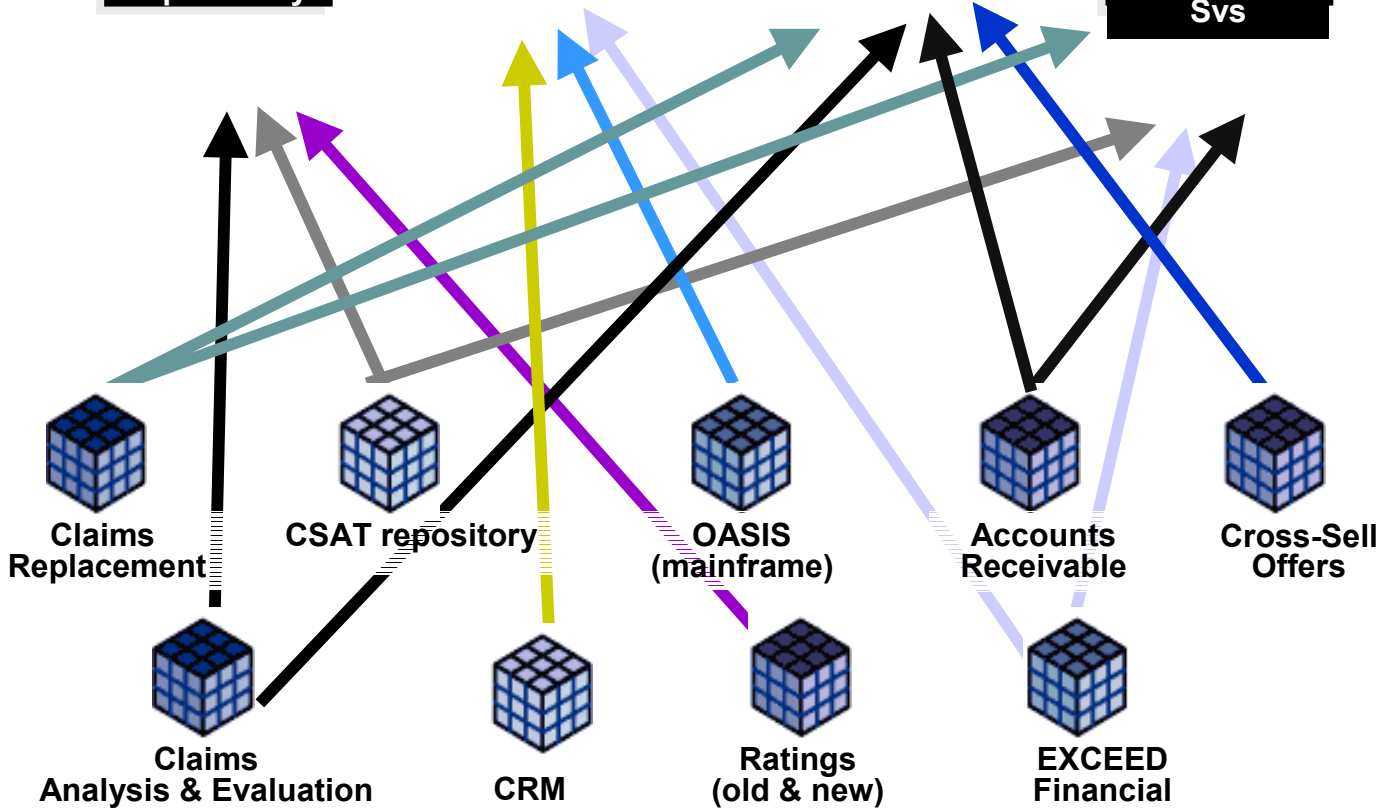 Svs
Claims
Replacement
CSAT repository
OASIS
(mainframe)
Accounts
Receivable
Cross-Sell
Offers
Claims
Analysis & Evaluation
CRM
Ratings
(old & new)
EXCEED
Financial